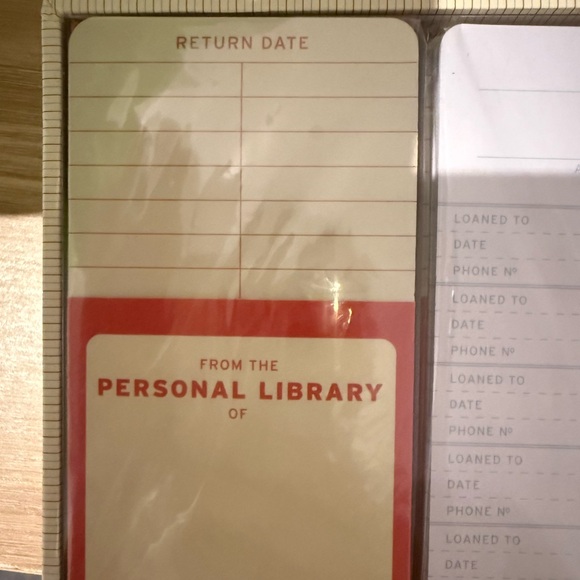 RETURN DATE
FROM THE
PERSONAL LIBRARY
OF
LOANED TO
DATE
PHONE Nº
LOANED TO
DATE
PHONE Nº
LOANED TO
DATE
PHONE Nº
LOANED TO
DATE
PHONE Nº
LOANED TO
DATE